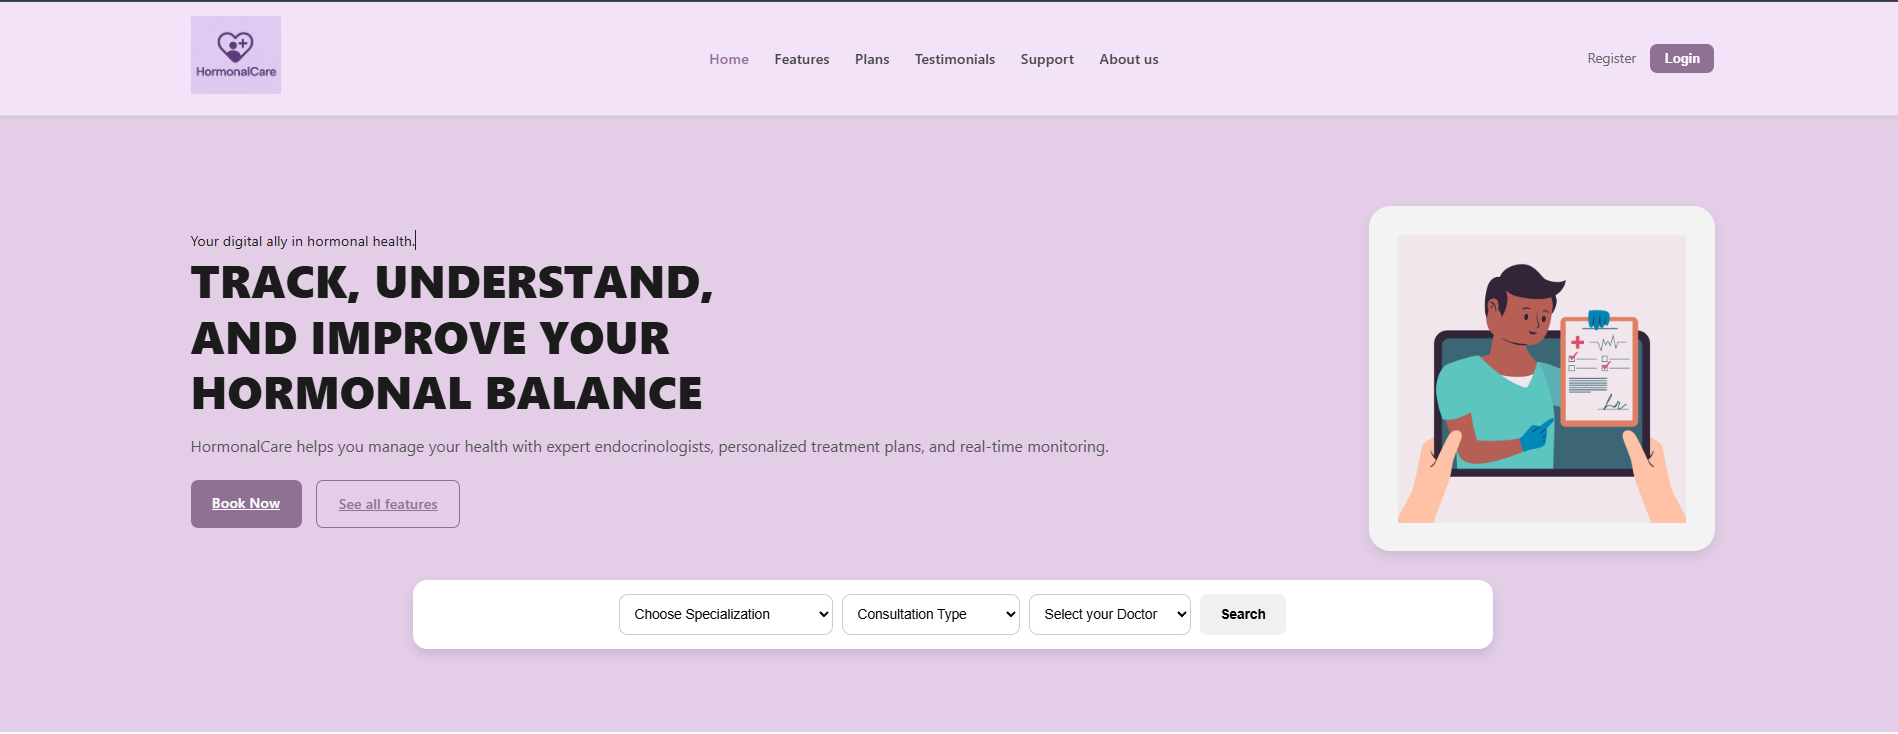 HormonalCare
Home
Features
Plans
Testimonials
Support
About us
Register
Login
Your digital ally in hormonal health.
TRACK, UNDERSTAND,
AND IMPROVE YOUR
HORMONAL BALANCE
HormonalCare helps you manage your health with expert endocrinologists, personalized treatment plans, and real-time monitoring.
Book Now
See all features
Choose Specialization
Consultation Type
Select your Doctor
Search